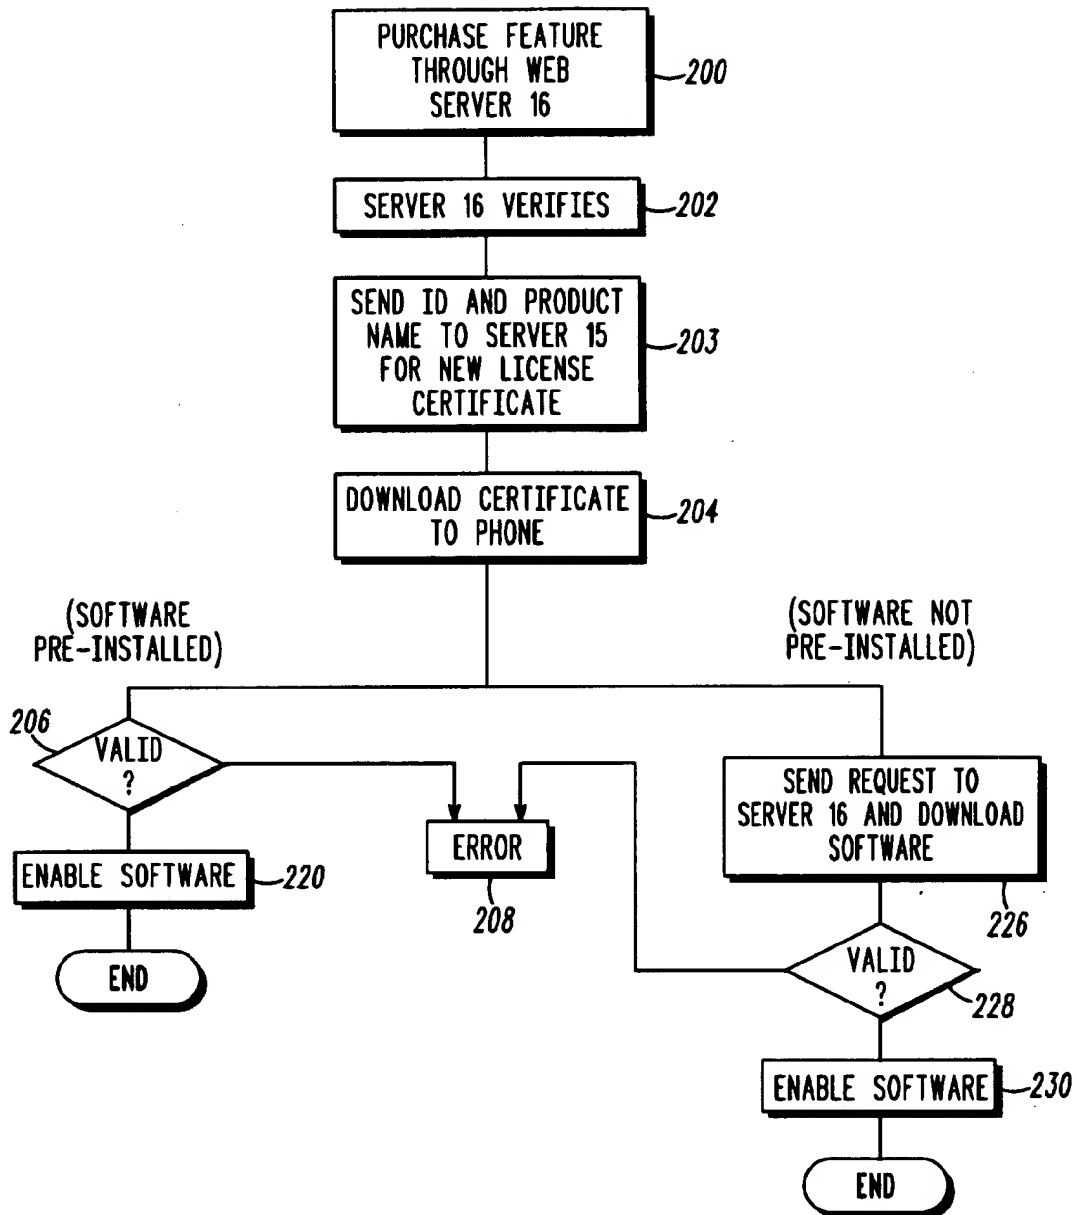 PURCHASE FEATURE
THROUGH WEB
SERVER 16
200
SERVER 16 VERIFIES
202
SEND ID AND PRODUCT
NAME TO SERVER 15
FOR NEW LICENSE
CERTIFICATE
203
DOWNLOAD CERTIFICATE
TO PHONE
204
(SOFTWARE
PRE-INSTALLED)
(SOFTWARE NOT
PRE-INSTALLED)
206
VALID
?
ERROR
208
SEND REQUEST TO
SERVER 16 AND DOWNLOAD
SOFTWARE
226
ENABLE SOFTWARE
220
END
VALID
?
228
ENABLE SOFTWARE
230
END